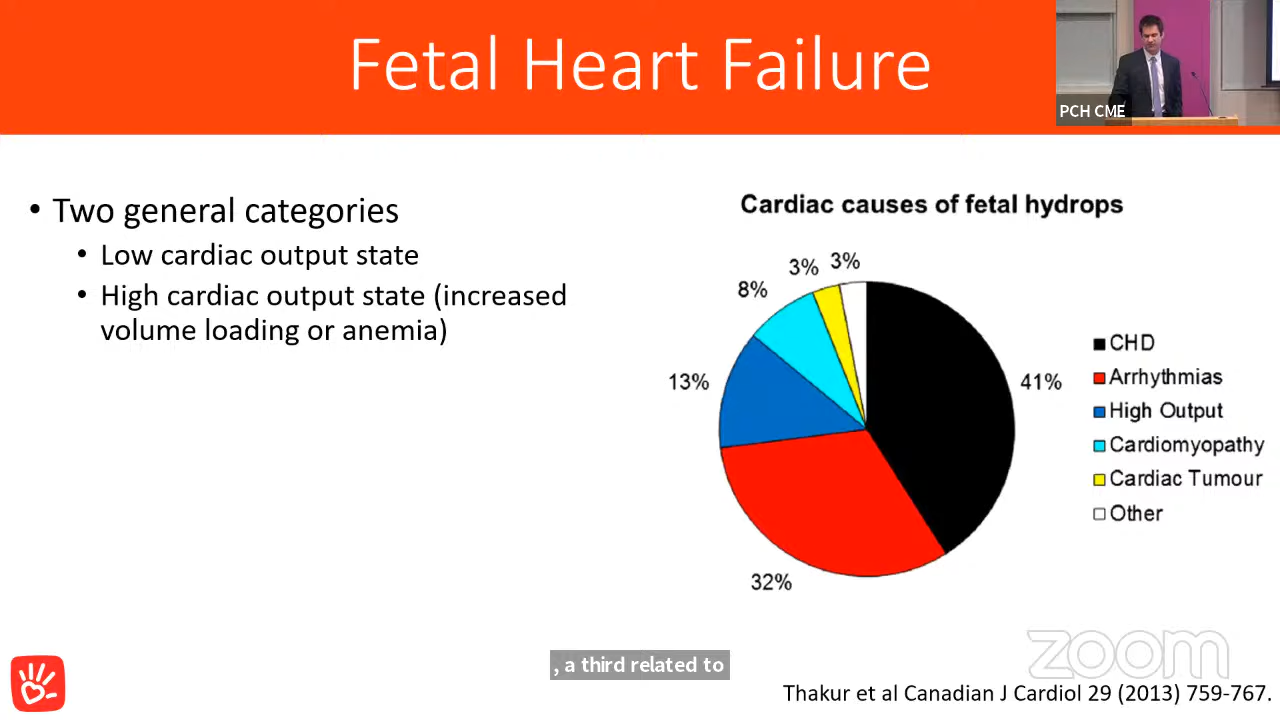 Fetal Heart Failure
PCH CME
• Two general categories
• Low cardiac output state
• High cardiac output state (increased
volume loading or anemia)
Cardiac causes of fetal hydrops
3%
3%
8%
13%
41%
32%
CHD
Arrhythmias
High Output
Cardiomyopathy
Cardiac Tumour
Other
, a third related to
zoom
Thakur et al Canadian J Cardiol 29 (2013) 759-767.